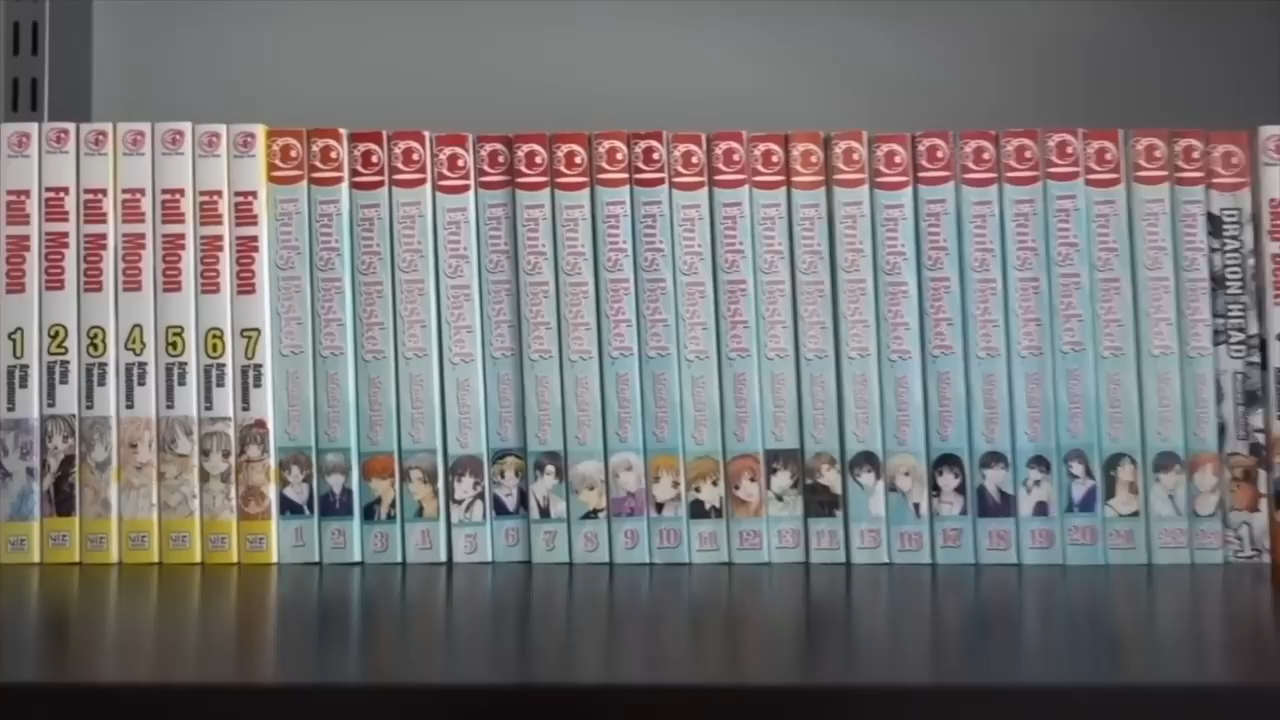 Full Moon 1 Arina Tanemura
Full Moon 2 Arina Tanemura
Full Moon 3 Arina Tanemura
Full Moon 4 Arina Tanemura
Full Moon 5 Arina Tanemura
Full Moon 6 Arina Tanemura
Full Moon 7 Arina Tanemura
Fruits Basket 1
Fruits Basket 2
Fruits Basket 3
Fruits Basket 4
Fruits Basket 5
Fruits Basket 6
Fruits Basket 7
Fruits Basket 8
Fruits Basket 9
Fruits Basket 10
Fruits Basket 11
Fruits Basket 12
Fruits Basket 13
Fruits Basket 14
Fruits Basket 15
Fruits Basket 16
Fruits Basket 17
Fruits Basket 18
Fruits Basket 19
Fruits Basket 20
Fruits Basket 21
Fruits Basket 22
Fruits Basket 23
DRAGON HEAD 1